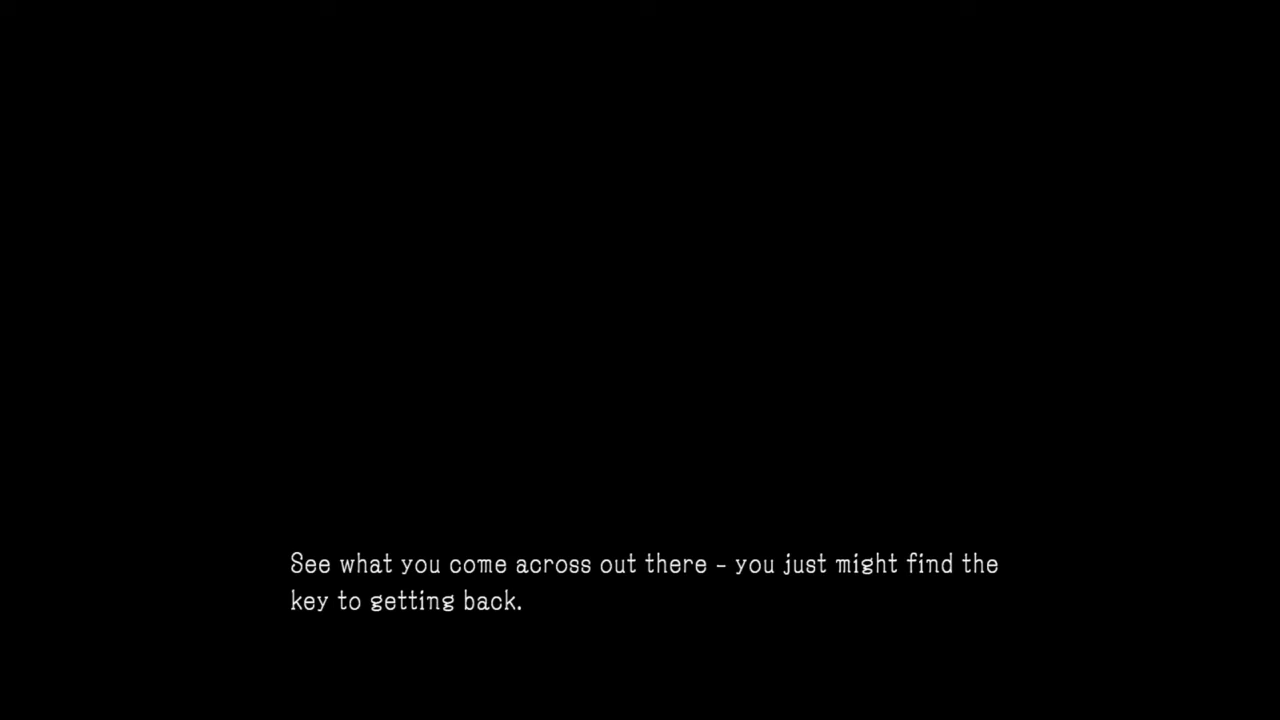 See what you come across out there - you just might find the
key to getting back.